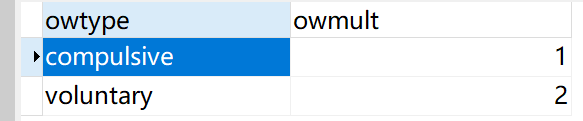 owtype owmult
compulsive 1
voluntary 2